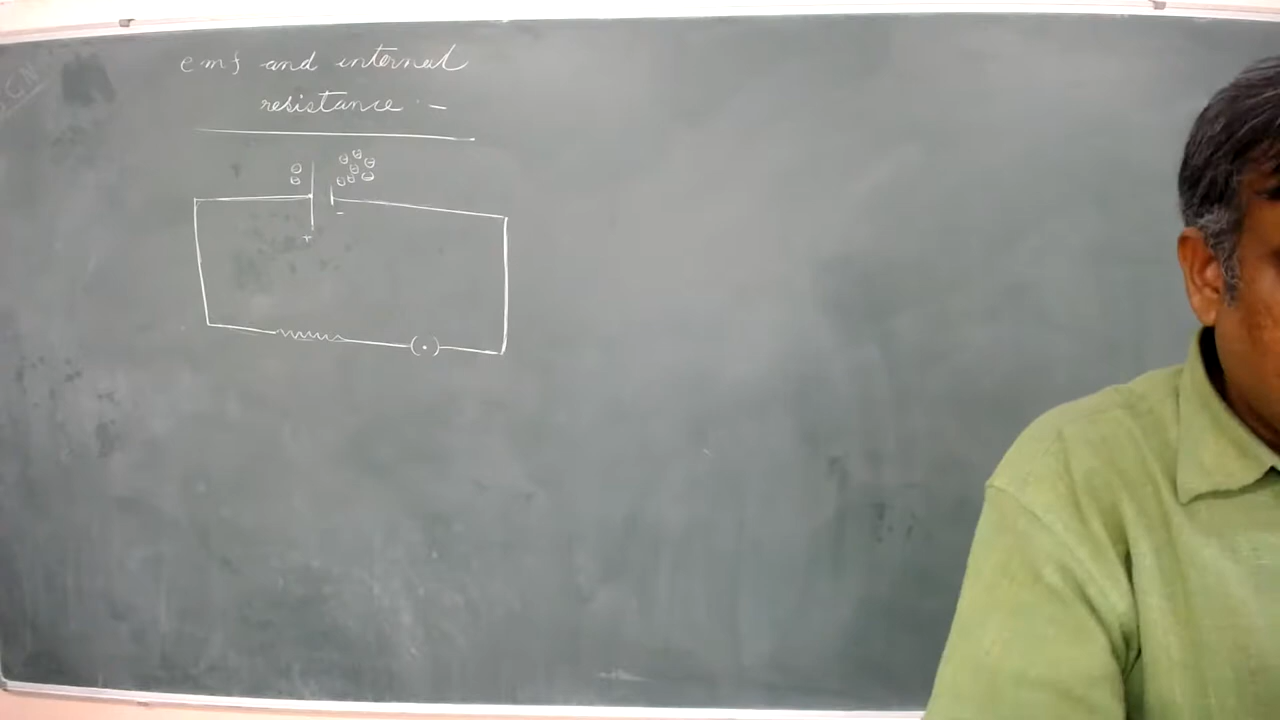 emf and internal
resistance :-
+ -